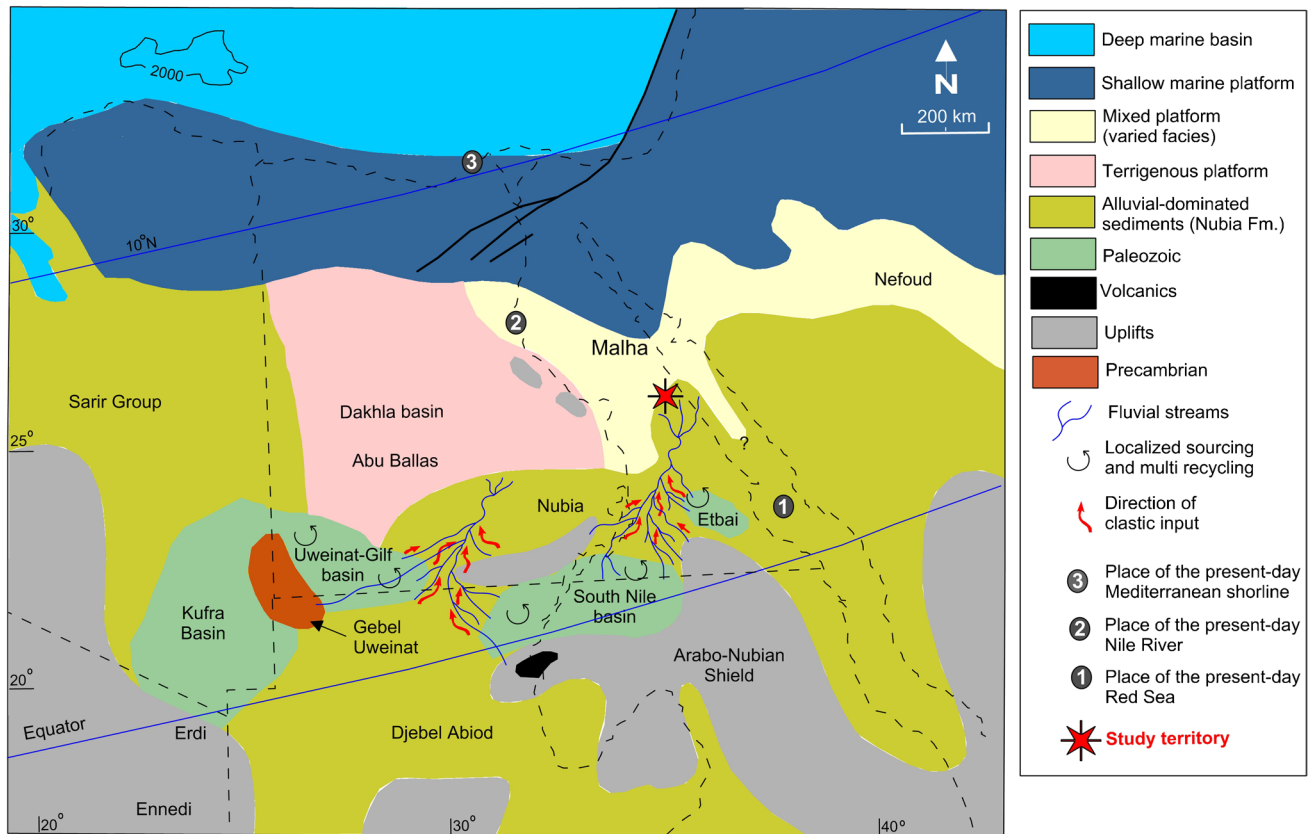 2000
N
200 km
3
30°
10°N
Nefoud
2
Malha
Sarir Group
Dakhla basin
25°
Abu Ballas
?
Nubia
1
Etbai
Uweinat-Gilf
basin
Kufra
Basin
South Nile
basin
Gebel
Uweinat
Arabo-Nubian
Shield
20°
Equator
Erdi
Djebel Abiod
Ennedi
20°
30°
40°
Deep marine basin
Shallow marine platform
Mixed platform
(varied facies)
Terrigenous platform
Alluvial-dominated
sediments (Nubia Fm.)
Paleozoic
Volcanics
Uplifts
Precambrian
Fluvial streams
Localized sourcing
and multi recycling
Direction of
clastic input
3 Place of the present-day
Mediterranean shorline
2 Place of the present-day
Nile River
1 Place of the present-day
Red Sea
Study territory